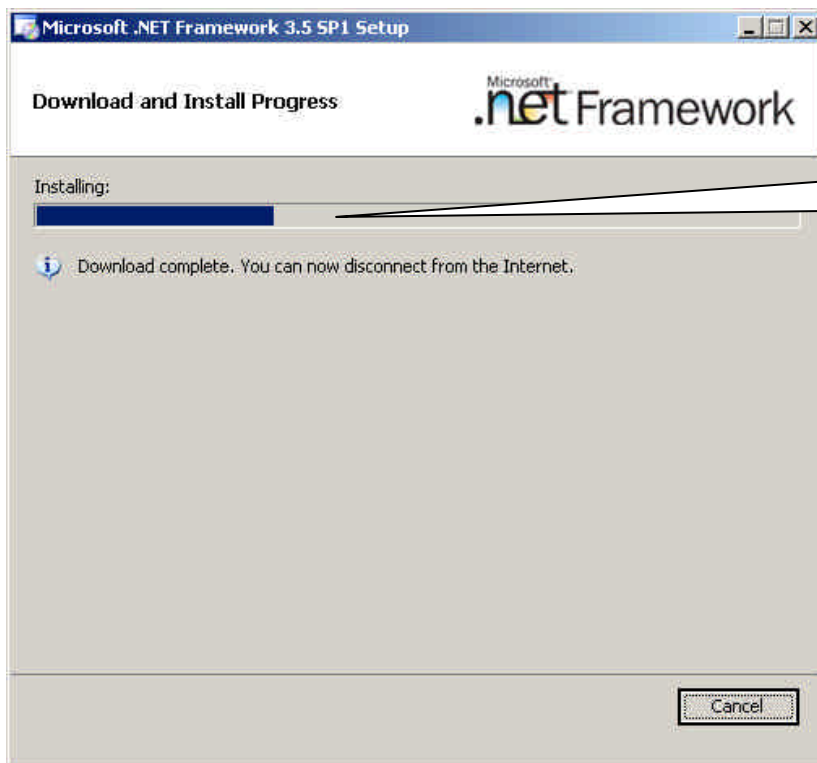 Microsoft .NET Framework 3.5 SP1 Setup
Download and Install Progress
Microsoft
.net Framework
Installing:
Download complete. You can now disconnect from the Internet.
Cancel